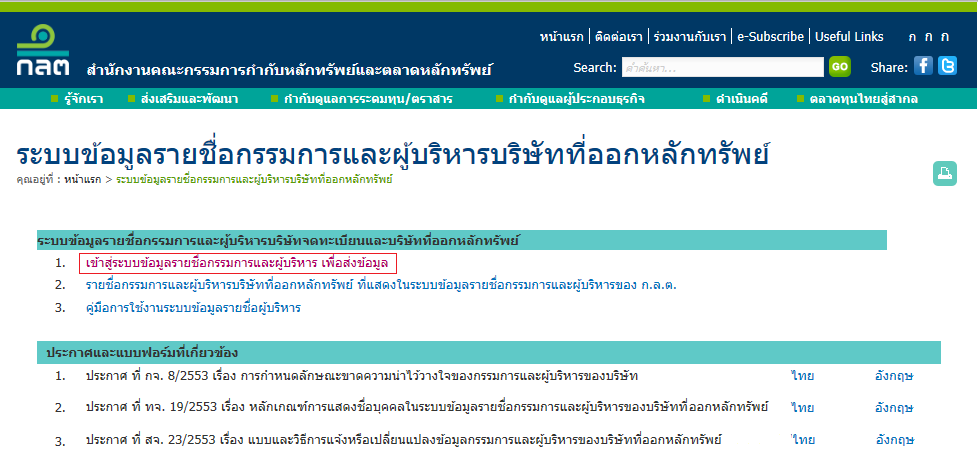 หน้าแรก | ติดต่อเรา | ร่วมงานกับเรา | e-Subscribe | Useful Links ก ก ก
กลต สำนักงานคณะกรรมการกำกับหลักทรัพย์และตลาดหลักทรัพย์ Search: คำค้นหา... GO Share: f t
รู้จักเรา ส่งเสริมและพัฒนา กำกับดูแลการระดมทุน/ตราสาร กำกับดูแลผู้ประกอบธุรกิจ ดำเนินคดี ตลาดทุนไทยสู่สากล
ระบบข้อมูลรายชื่อกรรมการและผู้บริหารบริษัทที่ออกหลักทรัพย์
คุณอยู่ที่ : หน้าแรก > ระบบข้อมูลรายชื่อกรรมการและผู้บริหารบริษัทที่ออกหลักทรัพย์
ระบบข้อมูลรายชื่อกรรมการและผู้บริหารบริษัทจดทะเบียนและบริษัทที่ออกหลักทรัพย์
1. เข้าสู่ระบบข้อมูลรายชื่อกรรมการและผู้บริหาร เพื่อส่งข้อมูล
2. รายชื่อกรรมการและผู้บริหารบริษัทที่ออกหลักทรัพย์ ที่แสดงในระบบข้อมูลรายชื่อกรรมการและผู้บริหารของ ก.ล.ต.
3. คู่มือการใช้งานระบบข้อมูลรายชื่อผู้บริหาร
ประกาศและแบบฟอร์มที่เกี่ยวข้อง
1. ประกาศ ที่ กจ. 8/2553 เรื่อง การกำหนดลักษณะขาดความน่าไว้วางใจของกรรมการและผู้บริหารของบริษัท ไทย อังกฤษ
2. ประกาศ ที่ ทจ. 19/2553 เรื่อง หลักเกณฑ์การแสดงชื่อบุคคลในระบบข้อมูลรายชื่อกรรมการและผู้บริหารของบริษัทที่ออกหลักทรัพย์ ไทย อังกฤษ
3. ประกาศ ที่ สจ. 23/2553 เรื่อง แบบและวิธีการแจ้งหรือเปลี่ยนแปลงข้อมูลกรรมการและผู้บริหารของบริษัทที่ออกหลักทรัพย์ ไทย อังกฤษ